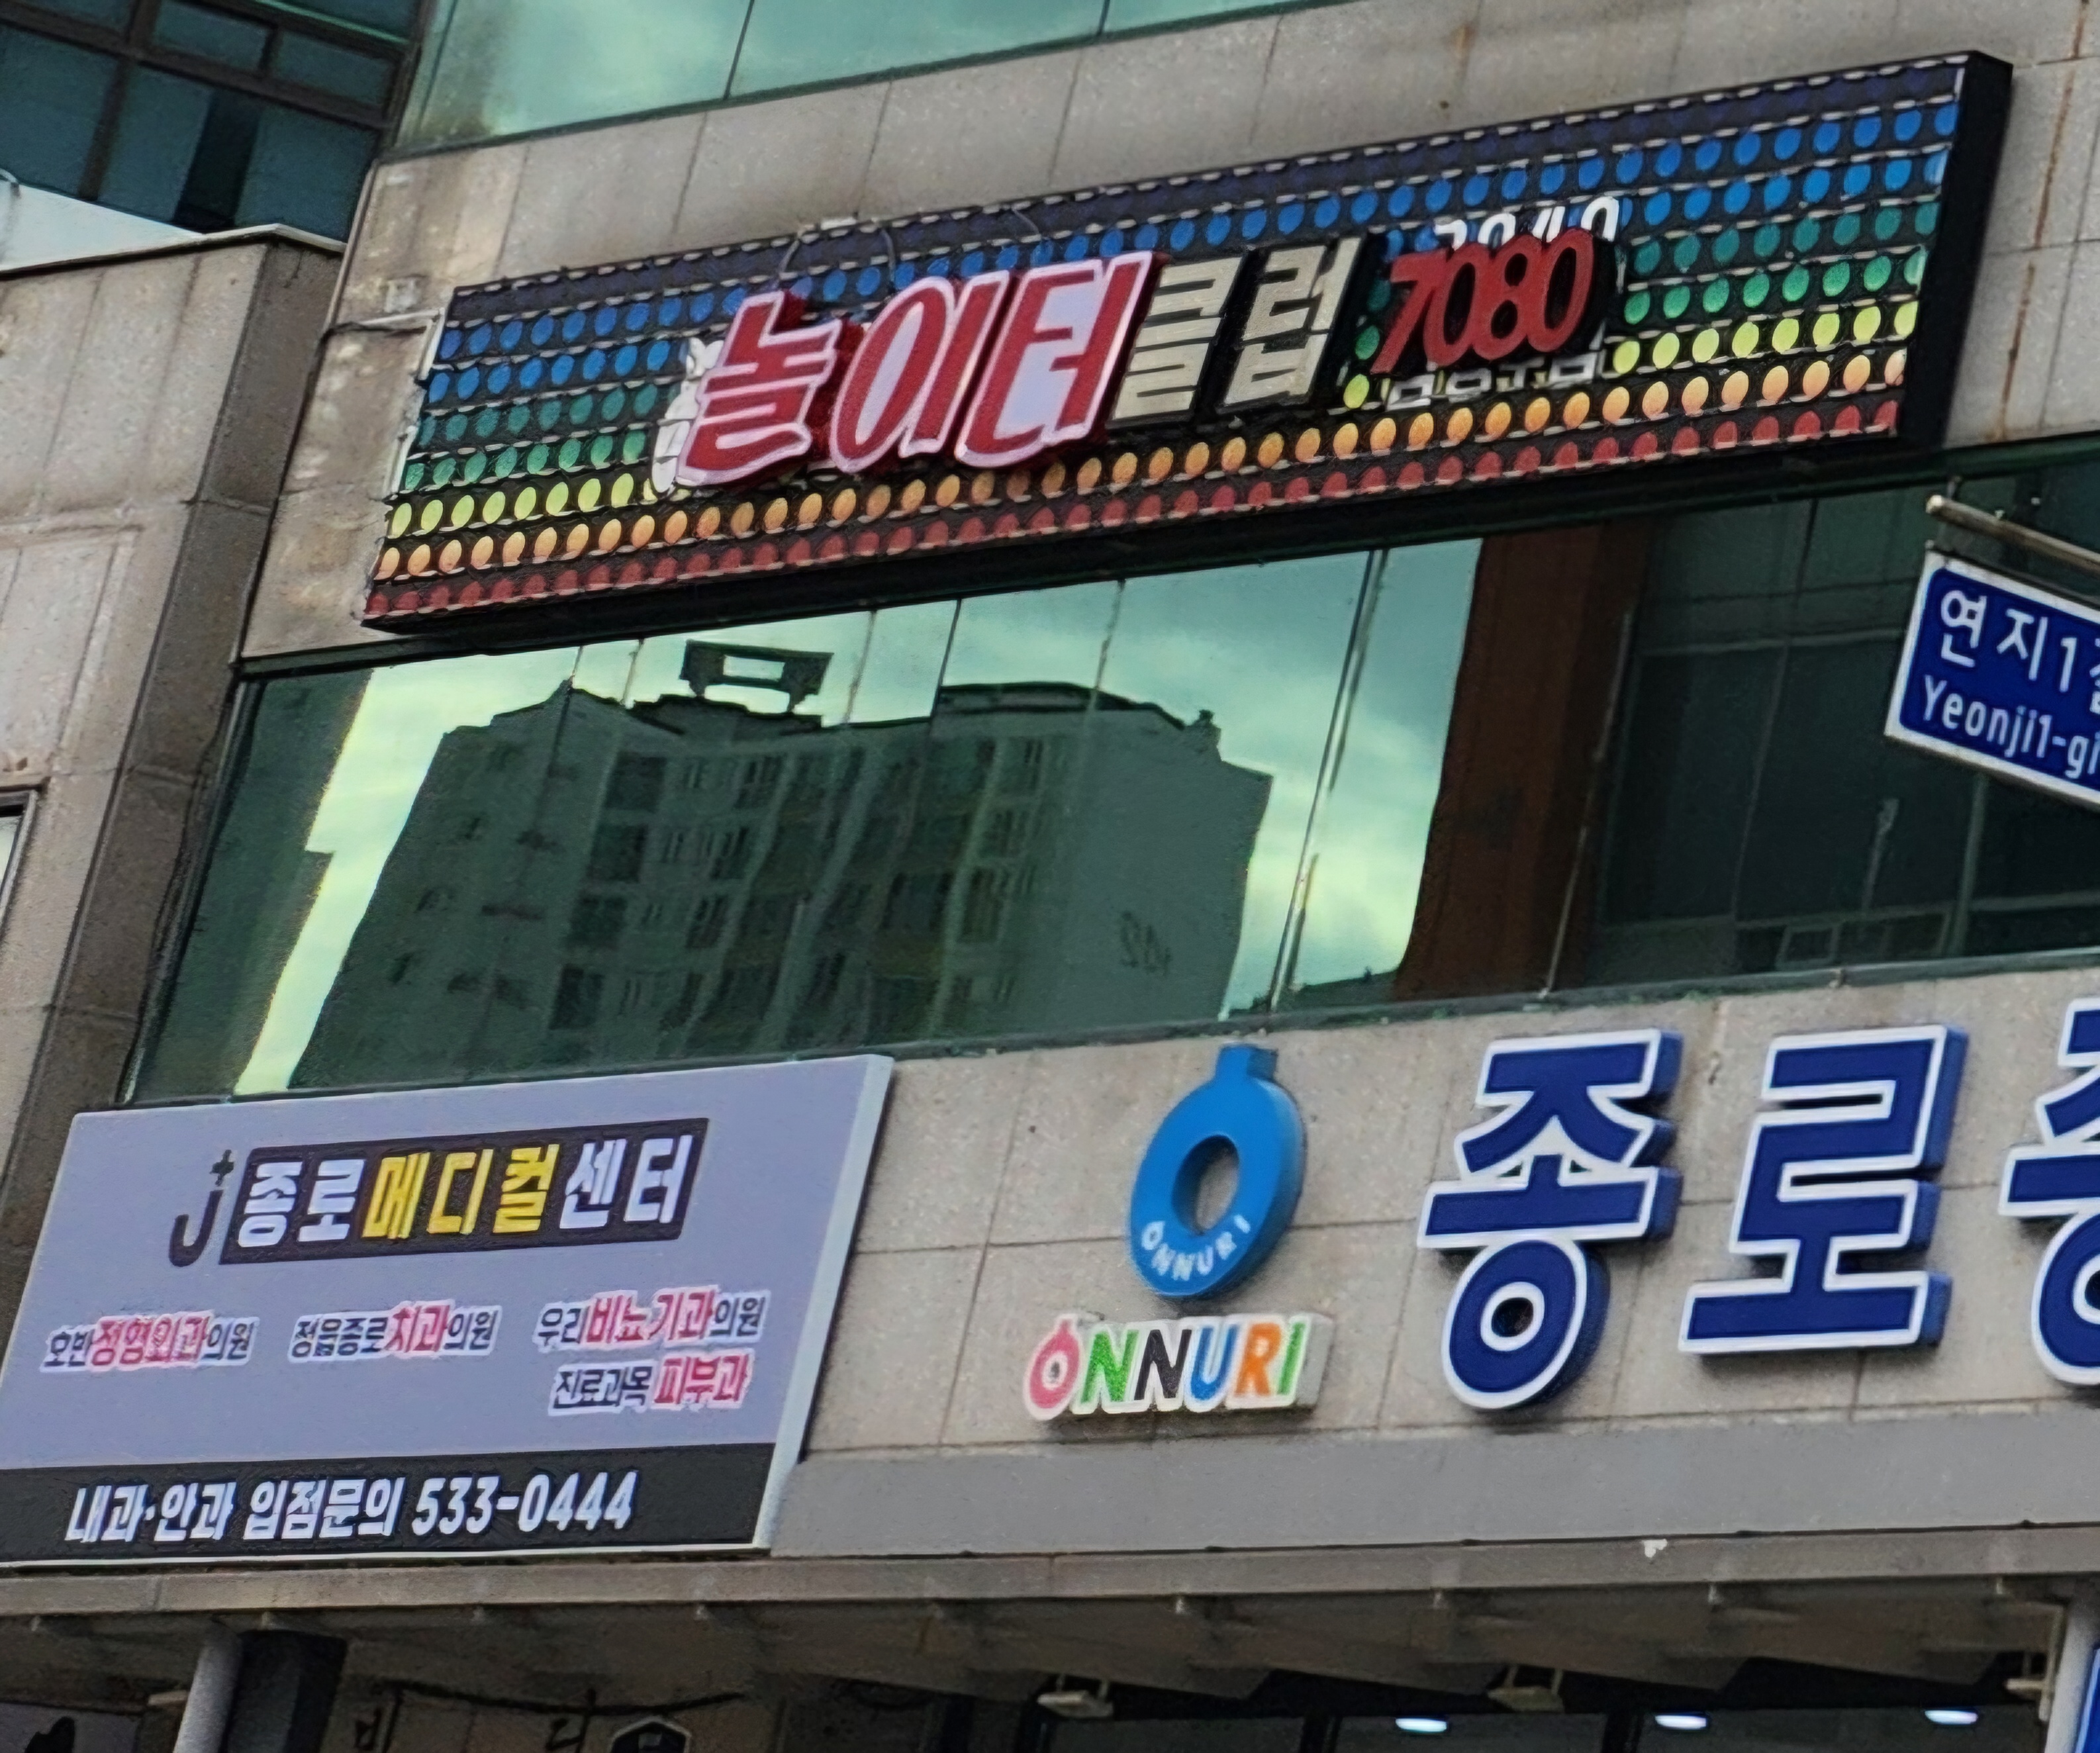 놀이터클럽 7080
연지1
Yeonji1-gi
J 종로메디컬센터
호반정형외과의원 정몸종로치과의원 우리비뇨기과의원
진료과목 피부과
내과·안과 입점문의 533-0444
ONNURI
ONNURI
종로